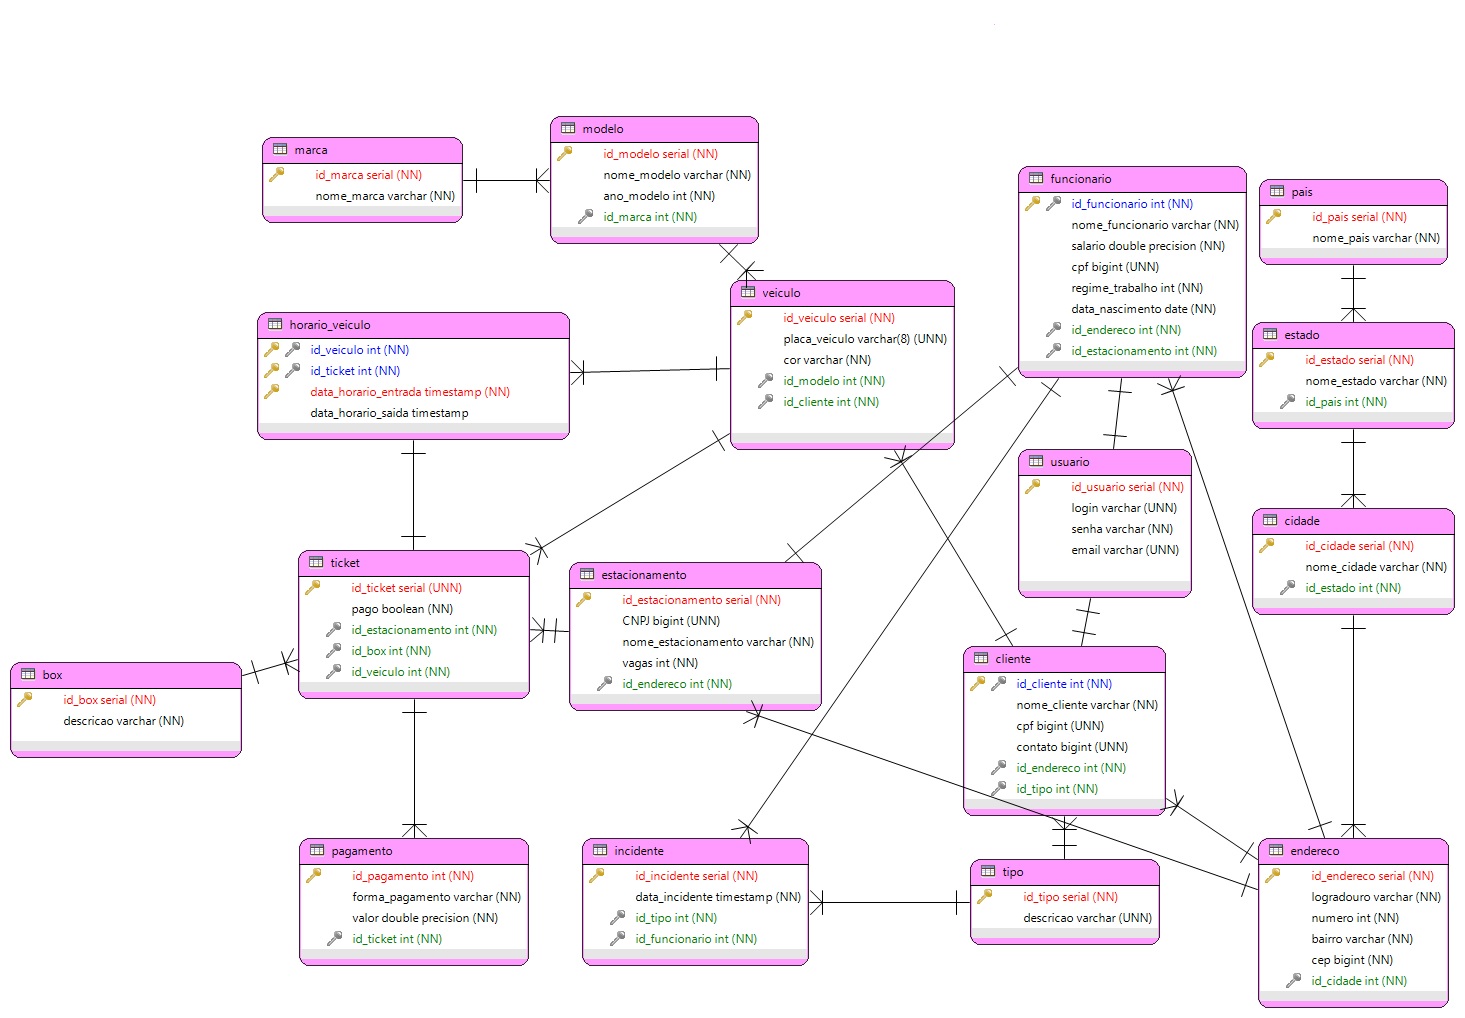 marca
id_marca serial (NN)
nome_marca varchar (NN)
modelo
id_modelo serial (NN)
nome_modelo varchar (NN)
ano_modelo int (NN)
id_marca int (NN)
funcionario
id_funcionario int (NN)
nome_funcionario varchar (NN)
salario double precision (NN)
cpf bigint (UNN)
regime_trabalho int (NN)
data_nascimento date (NN)
id_endereco int (NN)
id_estacionamento int (NN)
pais
id_pais serial (NN)
nome_pais varchar (NN)
horario_veiculo
id_veiculo int (NN)
id_ticket int (NN)
data_horario_entrada timestamp (NN)
data_horario_saida timestamp
veiculo
id_veiculo serial (NN)
placa_veiculo varchar(8) (UNN)
cor varchar (NN)
id_modelo int (NN)
id_cliente int (NN)
estado
id_estado serial (NN)
nome_estado varchar (NN)
id_pais int (NN)
usuario
id_usuario serial (NN)
login varchar (UNN)
senha varchar (NN)
email varchar (UNN)
cidade
id_cidade serial (NN)
nome_cidade varchar (NN)
id_estado int (NN)
ticket
id_ticket serial (UNN)
pago boolean (NN)
id_estacionamento int (NN)
id_box int (NN)
id_veiculo int (NN)
estacionamento
id_estacionamento serial (NN)
CNPJ bigint (UNN)
nome_estacionamento varchar (NN)
vagas int (NN)
id_endereco int (NN)
box
id_box serial (NN)
descricao varchar (NN)
cliente
id_cliente int (NN)
nome_cliente varchar (NN)
cpf bigint (UNN)
contato bigint (UNN)
id_endereco int (NN)
id_tipo int (NN)
pagamento
id_pagamento int (NN)
forma_pagamento varchar (NN)
valor double precision (NN)
id_ticket int (NN)
incidente
id_incidente serial (NN)
data_incidente timestamp (NN)
id_tipo int (NN)
id_funcionario int (NN)
tipo
id_tipo serial (NN)
descricao varchar (UNN)
endereco
id_endereco serial (NN)
logradouro varchar (NN)
numero int (NN)
bairro varchar (NN)
cep bigint (NN)
id_cidade int (NN)